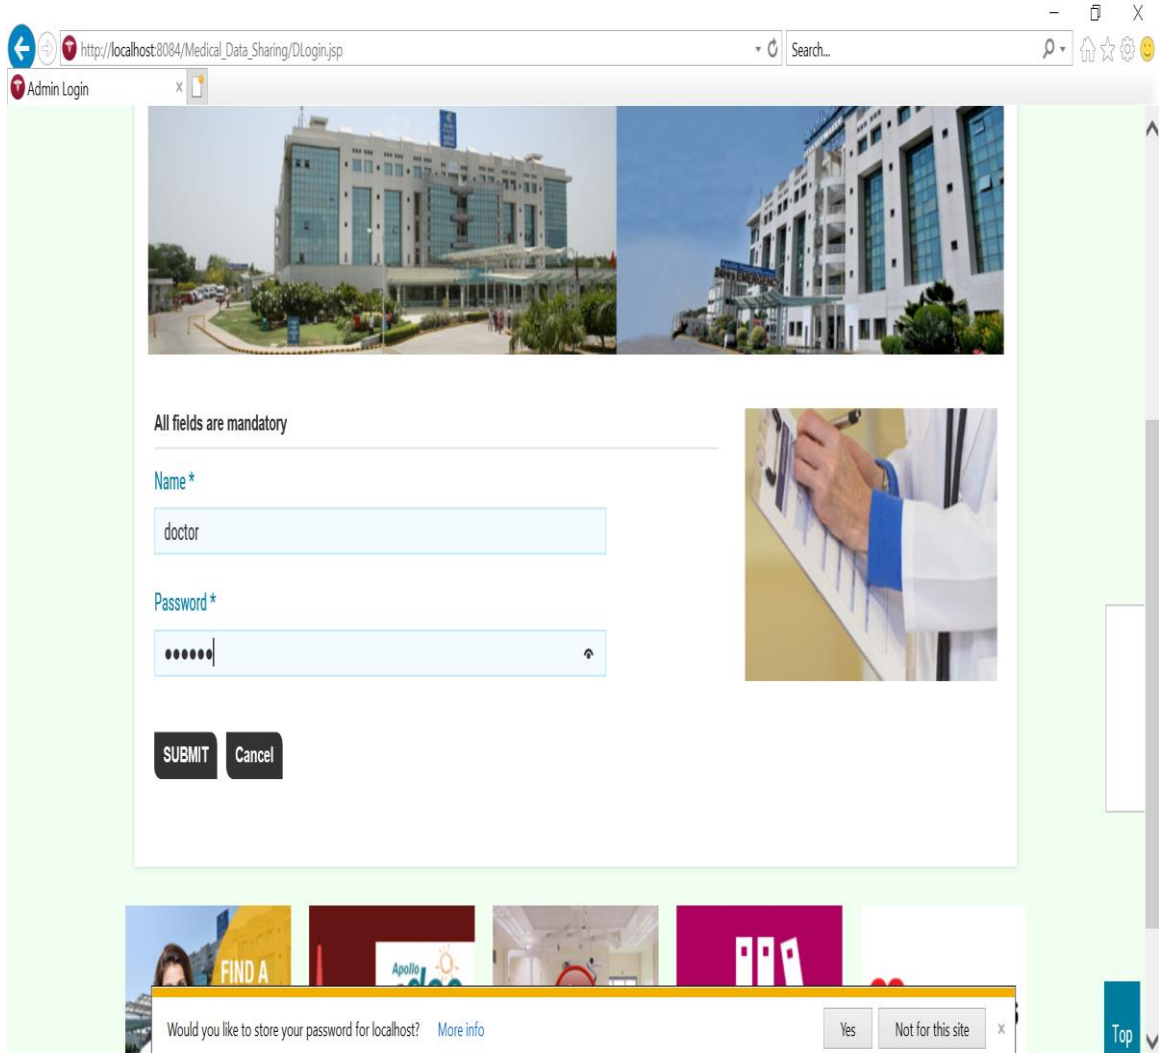 http://localhost:8084/Medical_Data_Sharing/DLogin.jsp
Search...
Admin Login
All fields are mandatory
Name *
doctor
Password *
••••••
SUBMIT
Cancel
FIND A
Apollo
Would you like to store your password for localhost? More info
Yes
Not for this site
Top